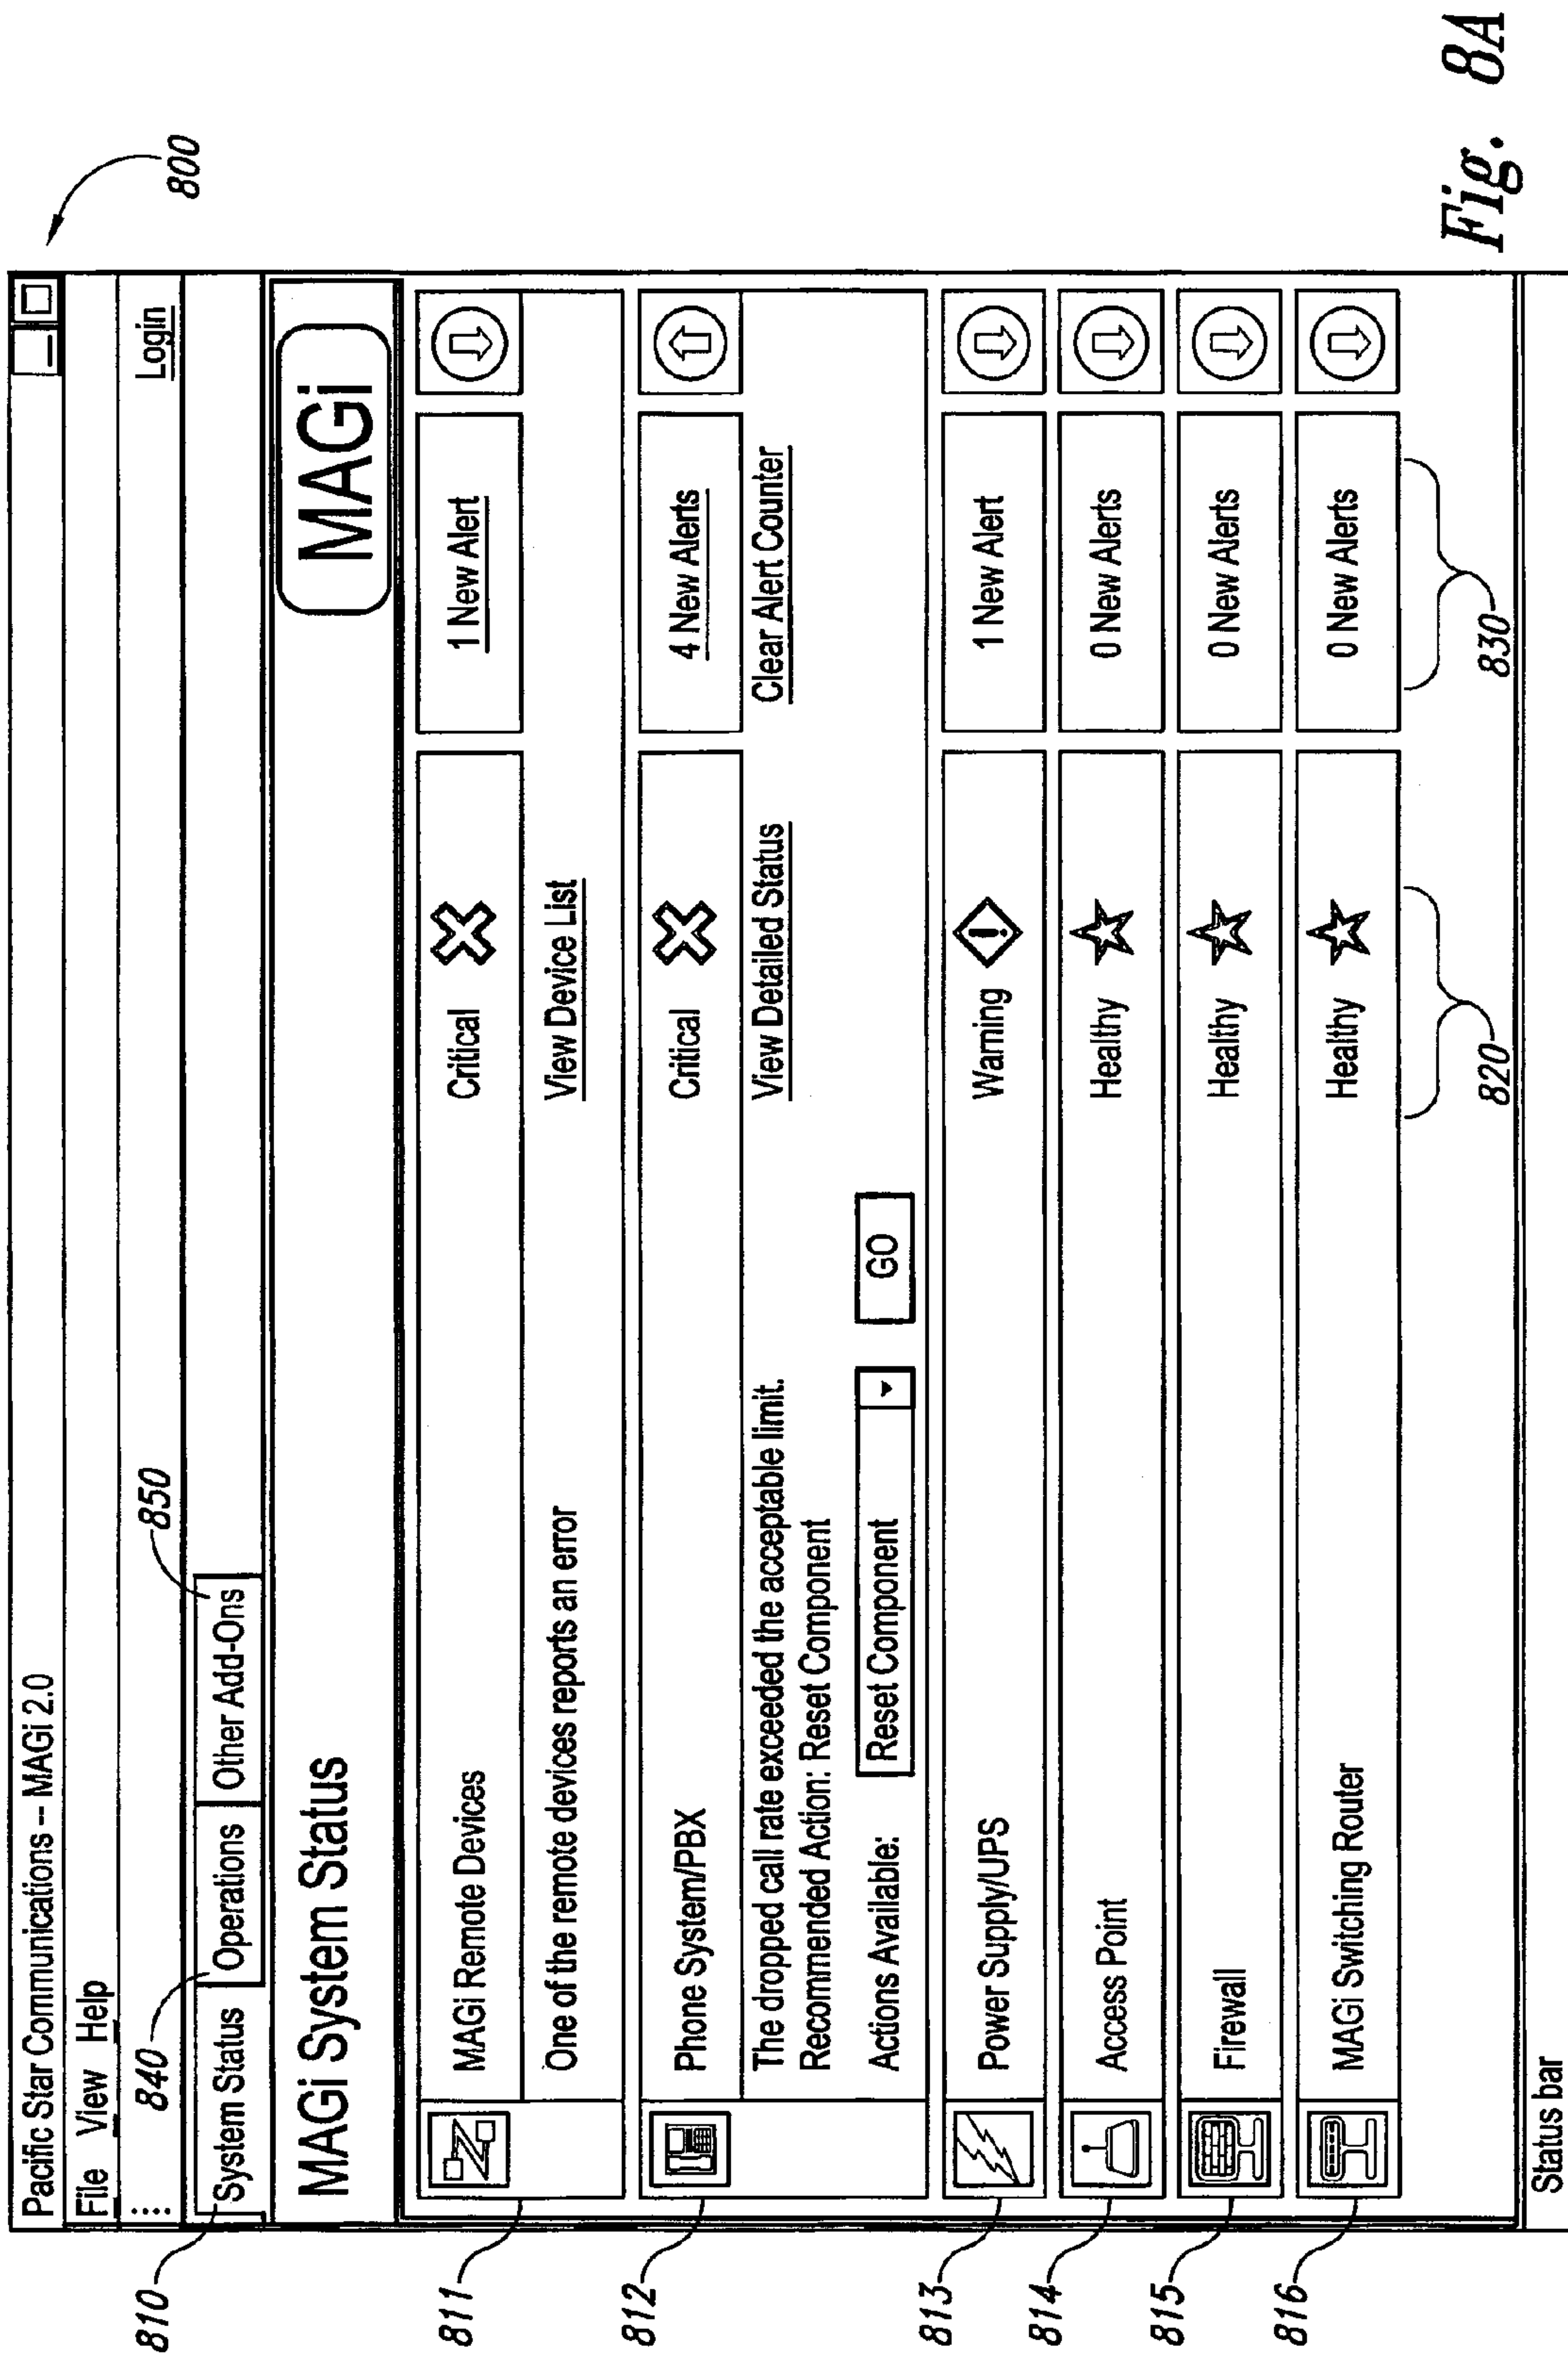 800
Pacific Star Communications -- MAGi 2.0
File View Help
Login
810
840
850
System Status Operations Other Add-Ons
MAGi System Status
MAGi
811
MAGi Remote Devices Critical 1 New Alert
One of the remote devices reports an error View Device List
812
Phone System/PBX Critical 4 New Alerts
The dropped call rate exceeded the acceptable limit. View Detailed Status Clear Alert Counter
Recommended Action: Reset Component
Actions Available: Reset Component GO
813
Power Supply/UPS Warning 1 New Alert
814
Access Point Healthy 0 New Alerts
815
Firewall Healthy 0 New Alerts
816
MAGi Switching Router Healthy 0 New Alerts
820
830
Status bar
Fig. 8A